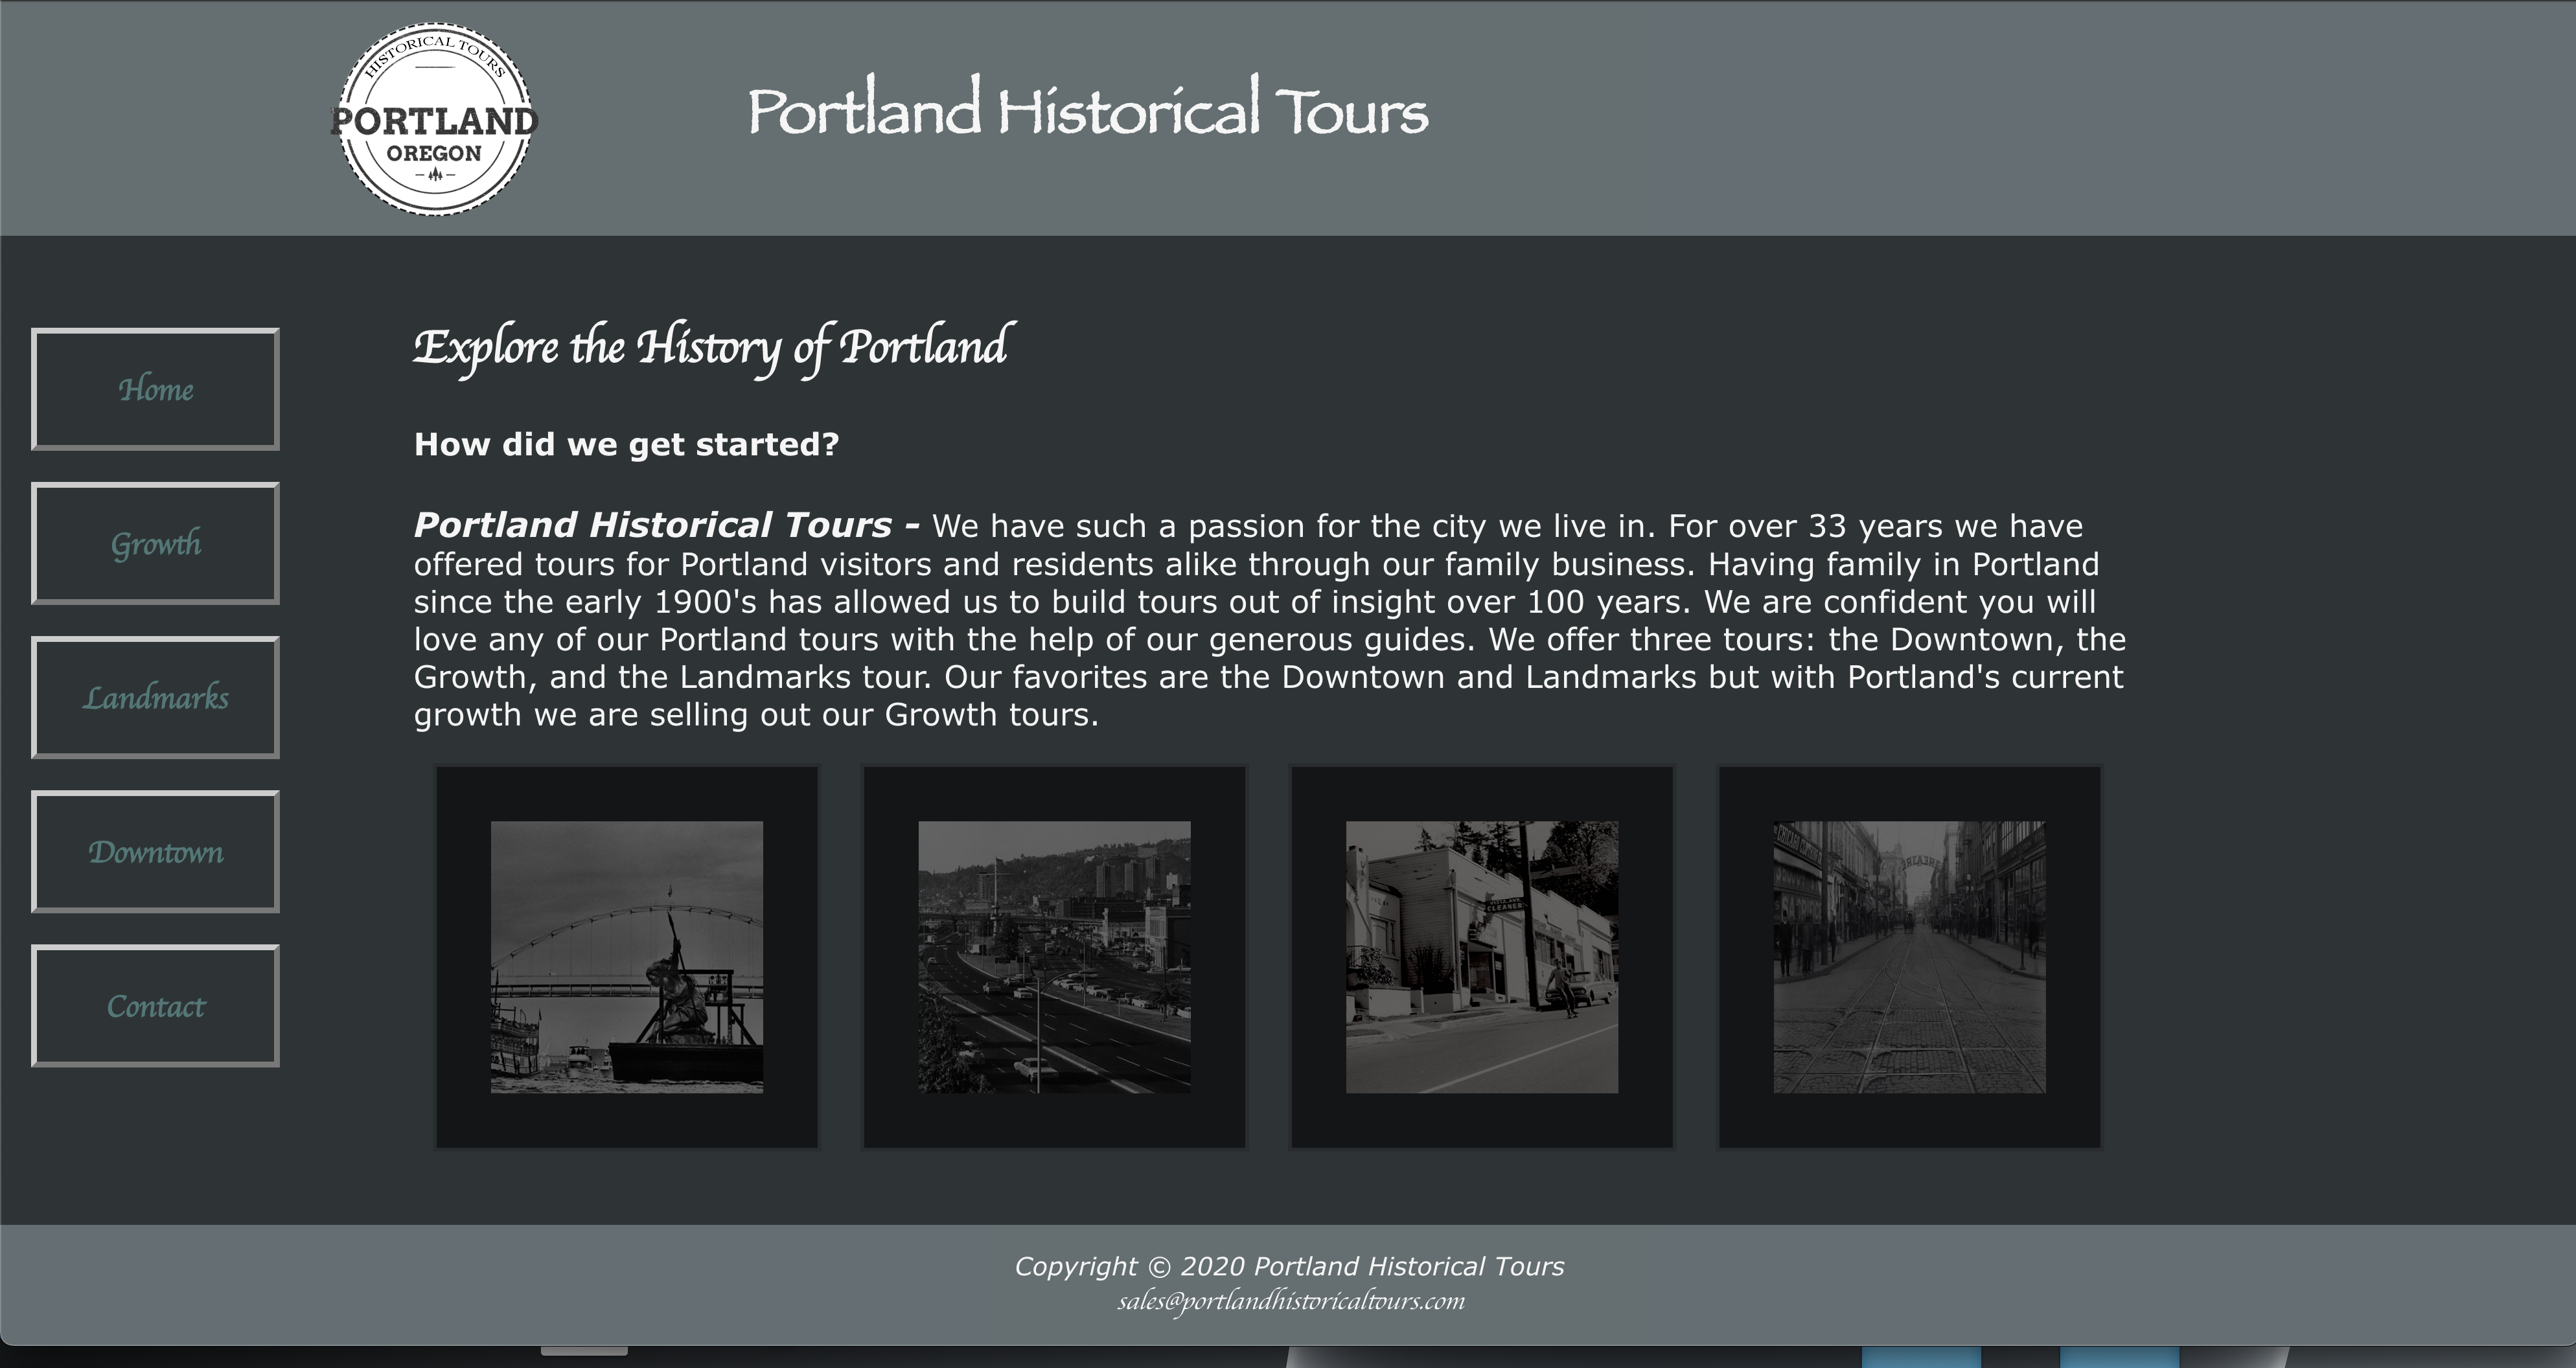 HISTORICAL TOURS
PORTLAND
OREGON
Portland Historical Tours
Home
Growth
Landmarks
Downtown
Contact
Explore the History of Portland
How did we get started?
Portland Historical Tours - We have such a passion for the city we live in. For over 33 years we have
offered tours for Portland visitors and residents alike through our family business. Having family in Portland
since the early 1900's has allowed us to build tours out of insight over 100 years. We are confident you will
love any of our Portland tours with the help of our generous guides. We offer three tours: the Downtown, the
Growth, and the Landmarks tour. Our favorites are the Downtown and Landmarks but with Portland's current
growth we are selling out our Growth tours.
CLEANERS
Copyright © 2020 Portland Historical Tours
sales@portlandhistoricaltours.com